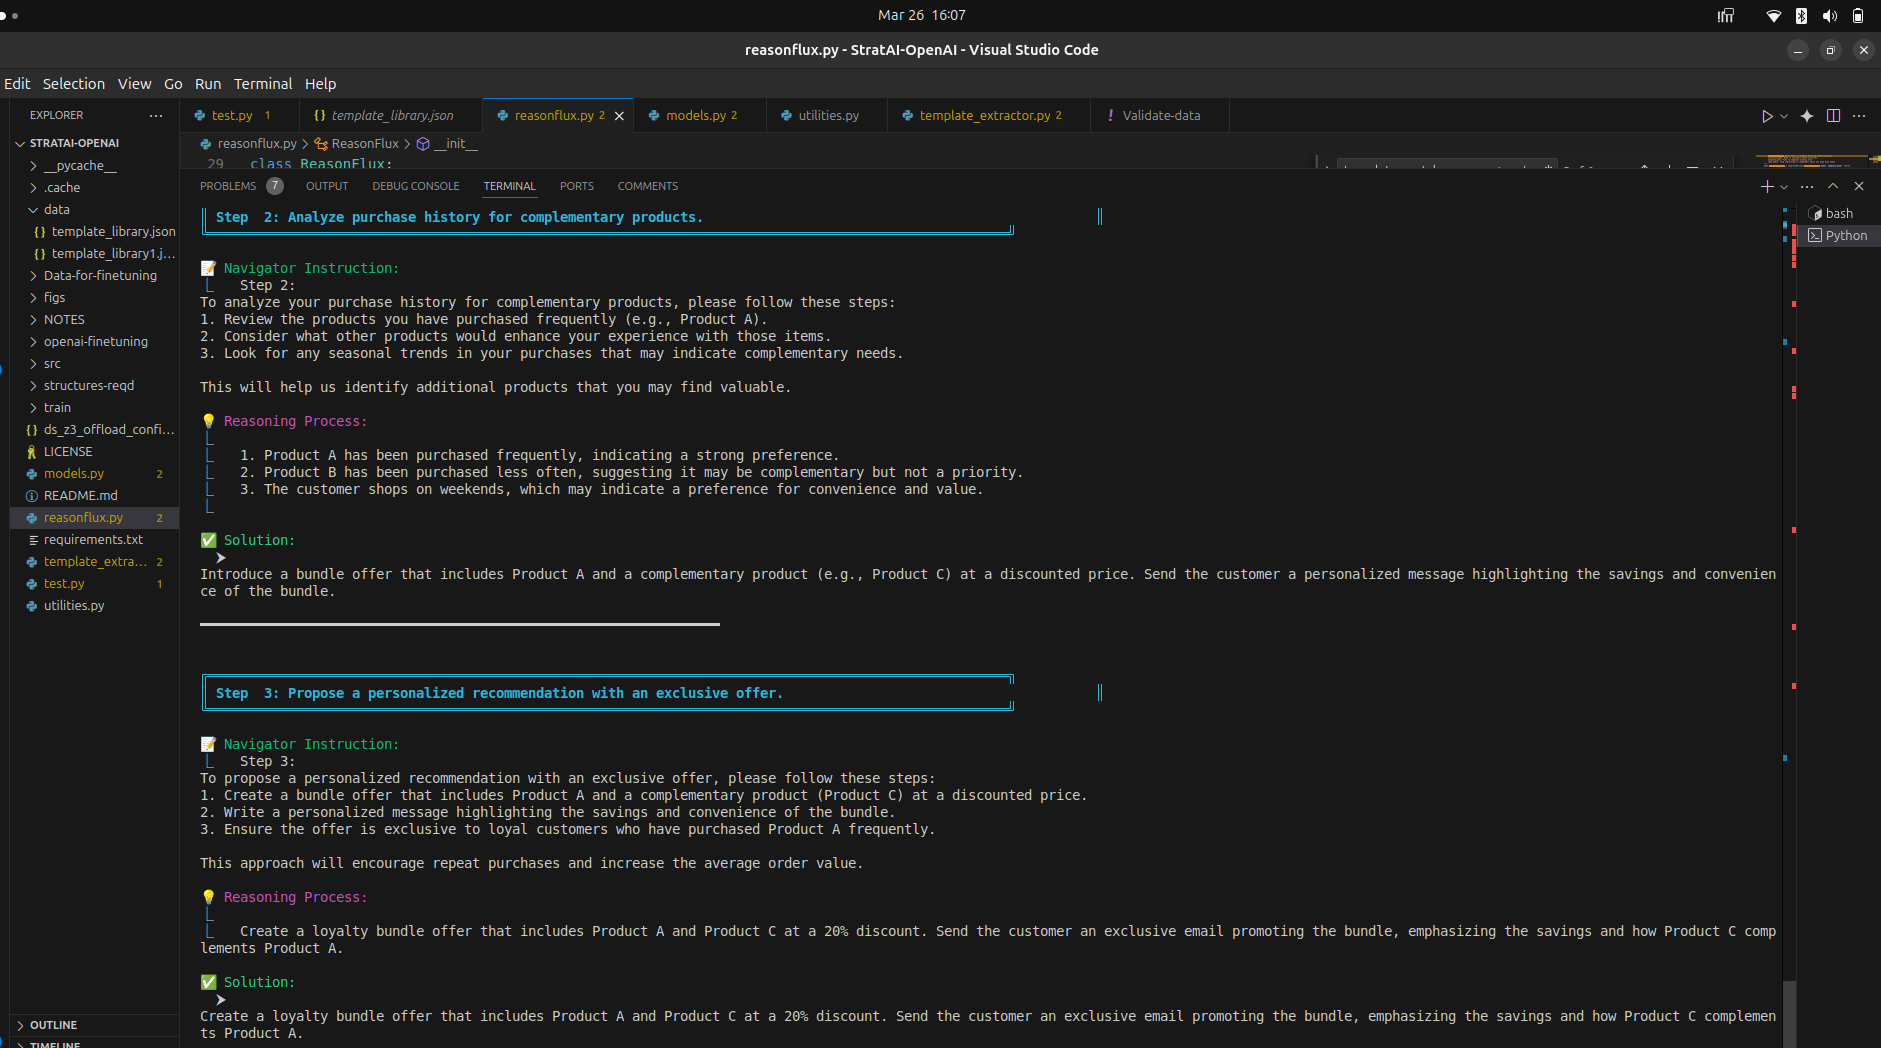 Mar 26 16:07
reasonflux.py - StratAI-OpenAI - Visual Studio Code
Edit Selection View Go Run Terminal Help
EXPLORER
STRATAI-OPENAI
__pycache__
.cache
data
template_library.json
template_library1.j...
Data-for-finetuning
figs
NOTES
openai-finetuning
src
structures-reqd
train
ds_z3_offload_confi...
LICENSE
models.py 2
README.md
reasonflux.py 2
requirements.txt
template_extra... 2
test.py 1
utilities.py
OUTLINE
TIMELINE
test.py 1
template_library.json
reasonflux.py 2
models.py 2
utilities.py
template_extractor.py 2
Validate-data
reasonflux.py > ReasonFlux > __init__
29 class ReasonFlux:
PROBLEMS 7 OUTPUT DEBUG CONSOLE TERMINAL PORTS COMMENTS
bash
Python
Step 2: Analyze purchase history for complementary products.
Navigator Instruction:
Step 2:
To analyze your purchase history for complementary products, please follow these steps:
1. Review the products you have purchased frequently (e.g., Product A).
2. Consider what other products would enhance your experience with those items.
3. Look for any seasonal trends in your purchases that may indicate complementary needs.
This will help us identify additional products that you may find valuable.
Reasoning Process:
1. Product A has been purchased frequently, indicating a strong preference.
2. Product B has been purchased less often, suggesting it may be complementary but not a priority.
3. The customer shops on weekends, which may indicate a preference for convenience and value.
Solution:
Introduce a bundle offer that includes Product A and a complementary product (e.g., Product C) at a discounted price. Send the customer a personalized message highlighting the savings and convenien
ce of the bundle.
Step 3: Propose a personalized recommendation with an exclusive offer.
Navigator Instruction:
Step 3:
To propose a personalized recommendation with an exclusive offer, please follow these steps:
1. Create a bundle offer that includes Product A and a complementary product (Product C) at a discounted price.
2. Write a personalized message highlighting the savings and convenience of the bundle.
3. Ensure the offer is exclusive to loyal customers who have purchased Product A frequently.
This approach will encourage repeat purchases and increase the average order value.
Reasoning Process:
Create a loyalty bundle offer that includes Product A and Product C at a 20% discount. Send the customer an exclusive email promoting the bundle, emphasizing the savings and how Product C comp
lements Product A.
Solution:
Create a loyalty bundle offer that includes Product A and Product C at a 20% discount. Send the customer an exclusive email promoting the bundle, emphasizing the savings and how Product C complemen
ts Product A.